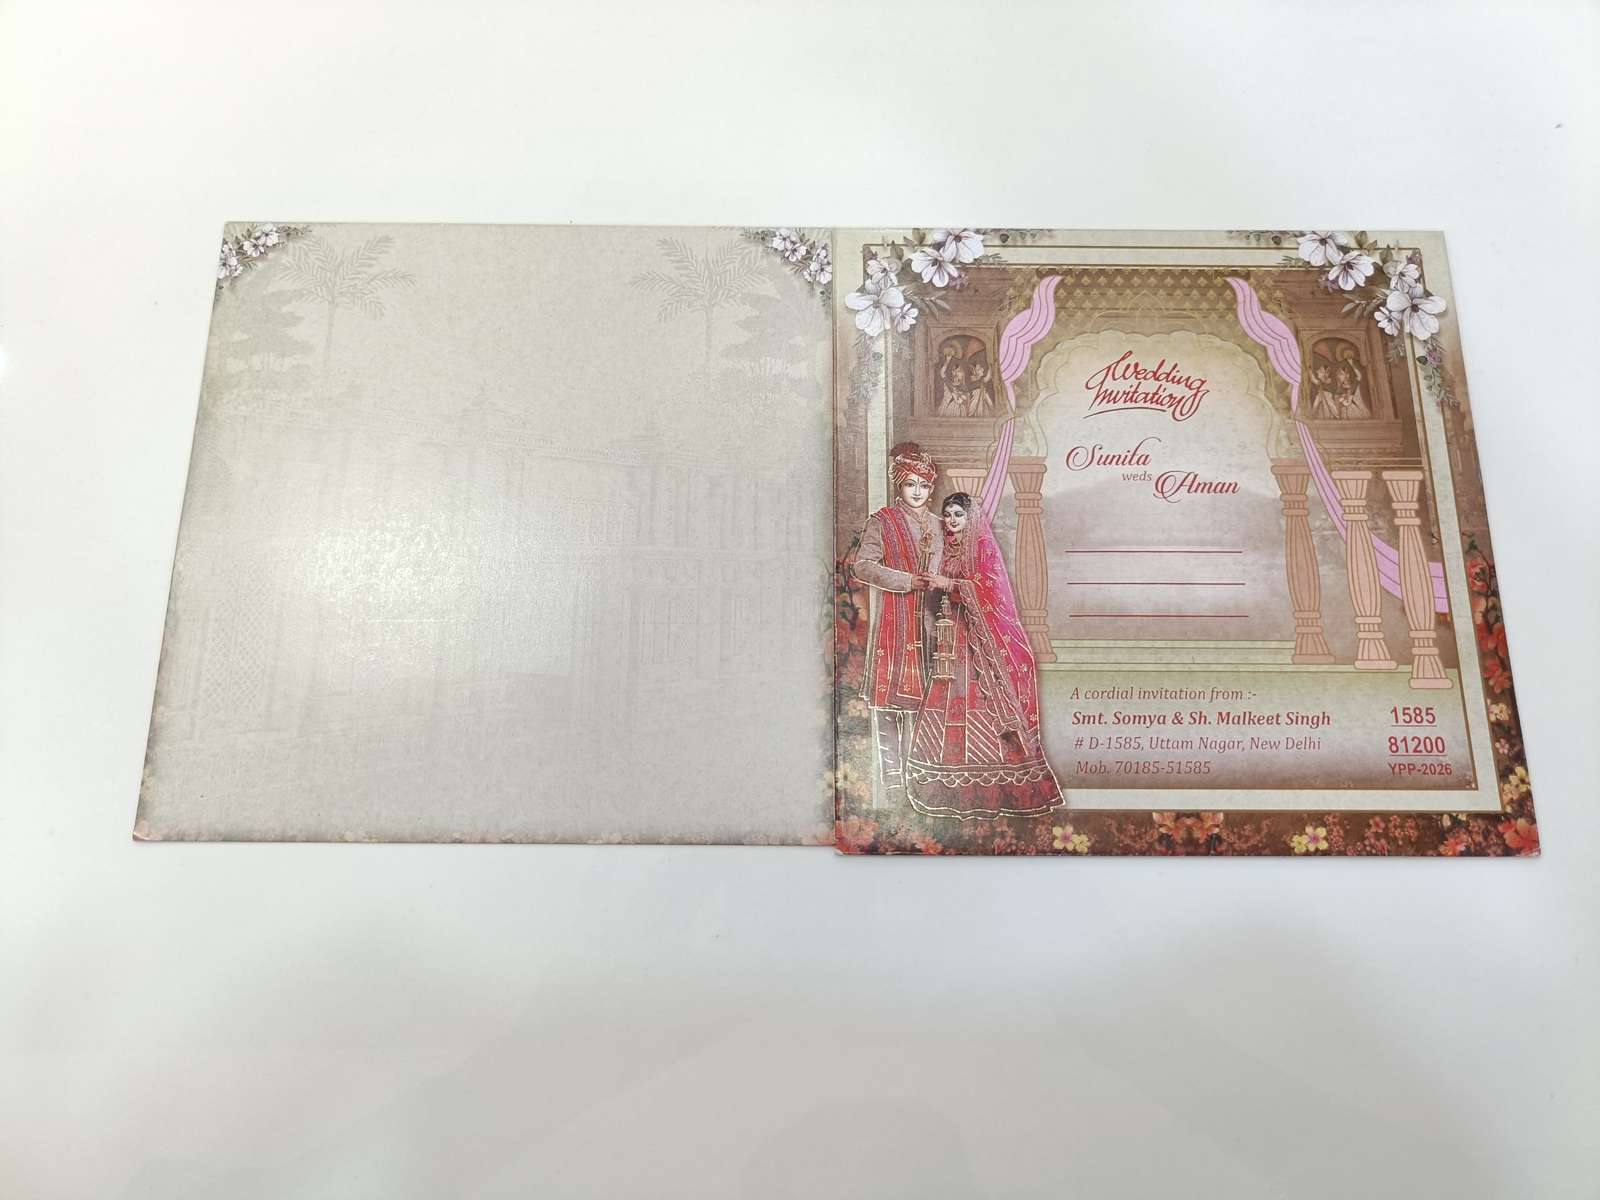 Wedding
Invitation
Sunita
weds
Aman
A cordial invitation from :-
Smt. Somya & Sh. Malkeet Singh
# D-1585, Uttam Nagar, New Delhi
Mob. 70185-51585
1585
81200
YPP-2026